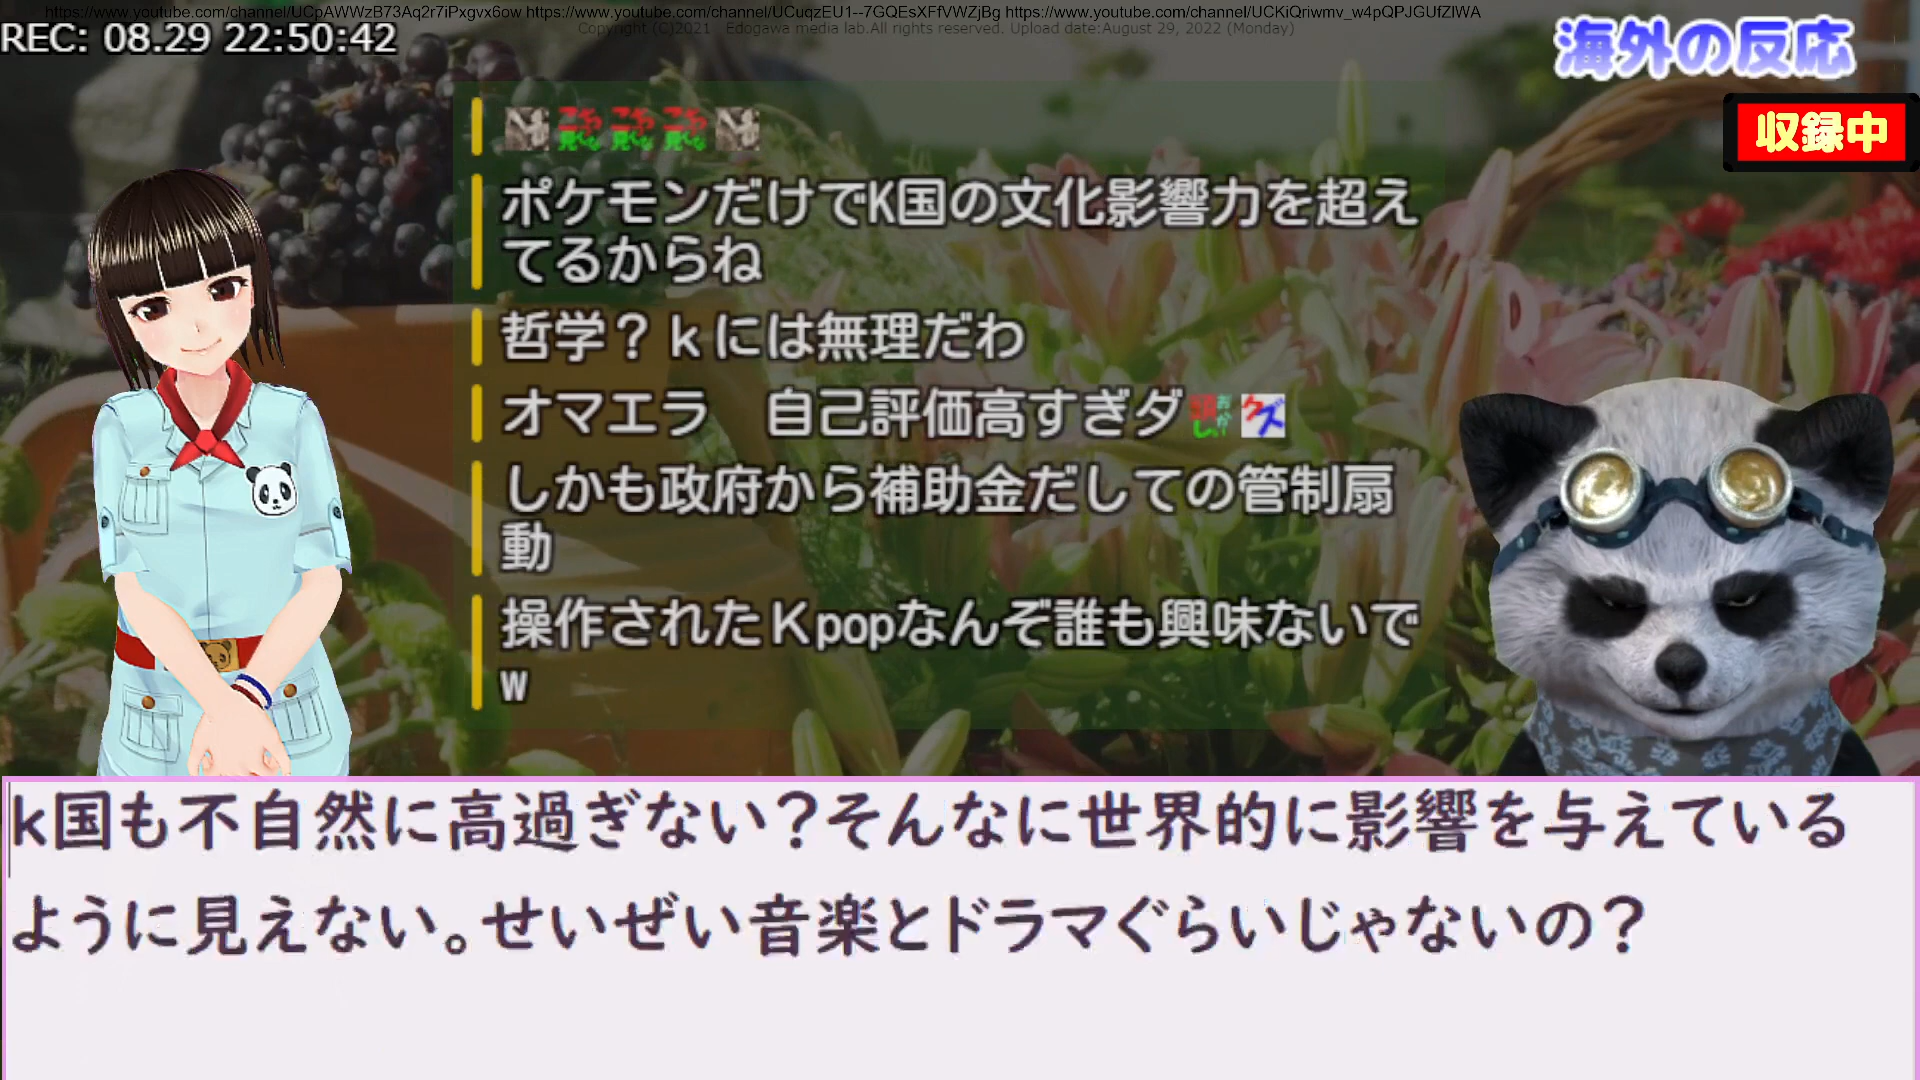 https://www.youtube.com/channel/UCpAWWzB73Aq2r7iPxgvx6ow https://www.youtube.com/channel/UCuqzEU1--7GQEsXFfVWZjBg https://www.youtube.com/channel/UCKiQriwmv_w4pQPJGUfZIWA
Copyright (C)2021 Edogawa media lab.All rights reserved. Upload date:August 29, 2022 (Monday)
REC: 08.29 22:50:42
海外の反応
収録中
ポケモンだけでK国の文化影響力を超え
てるからね
哲学？ｋには無理だわ
オマエラ　自己評価高すぎダ
クズ
しかも政府から補助金だしての管制扇
動
操作されたＫpopなんぞ誰も興味ないで
w
k国も不自然に高過ぎない？そんなに世界的に影響を与えている
ように見えない。せいぜい音楽とドラマぐらいじゃないの？